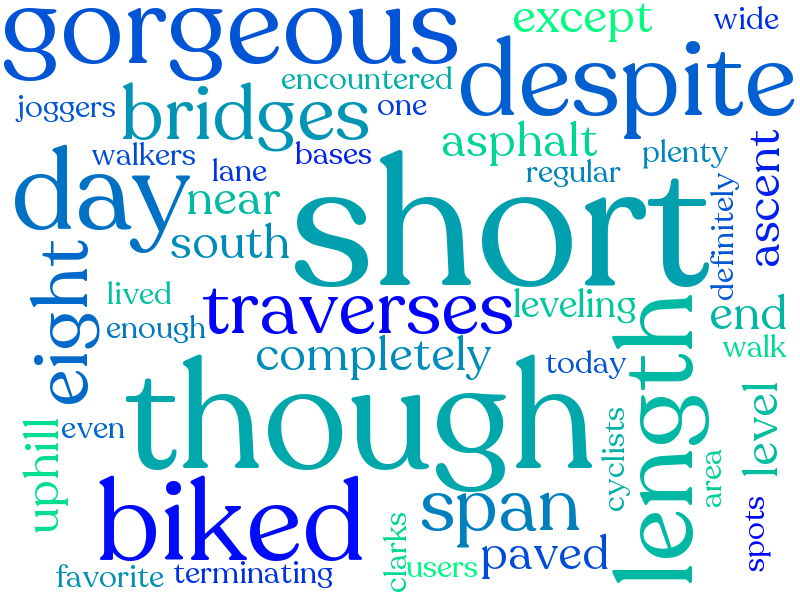 gorgeous
except
wide
despite
encountered
joggers
bridges
one
asphalt
walkers
bases
plenty
lane
regular
day
near
short
definitely
ascent
south
eight
lived
traverses
leveling
end
enough
completely
today
length
walk
though
even
uphill
level
cyclists
area
biked
span
spots
paved
clarks
users
favorite
terminating